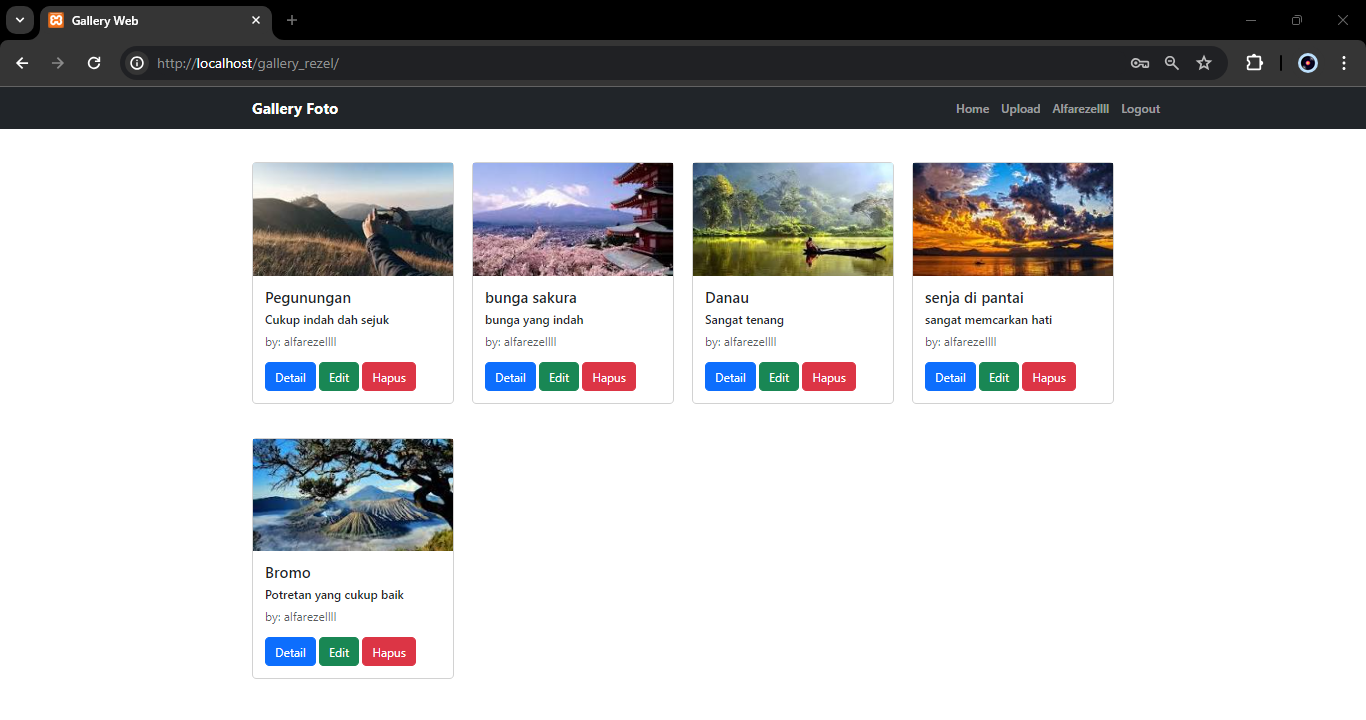 Gallery Web
http://localhost/gallery_rezel/
Gallery Foto
Home Upload Alfarezellll Logout
Pegunungan
Cukup indah dah sejuk
by: alfarezellll
Detail Edit Hapus
bunga sakura
bunga yang indah
by: alfarezellll
Detail Edit Hapus
Danau
Sangat tenang
by: alfarezellll
Detail Edit Hapus
senja di pantai
sangat memcarkan hati
by: alfarezellll
Detail Edit Hapus
Bromo
Potretan yang cukup baik
by: alfarezellll
Detail Edit Hapus